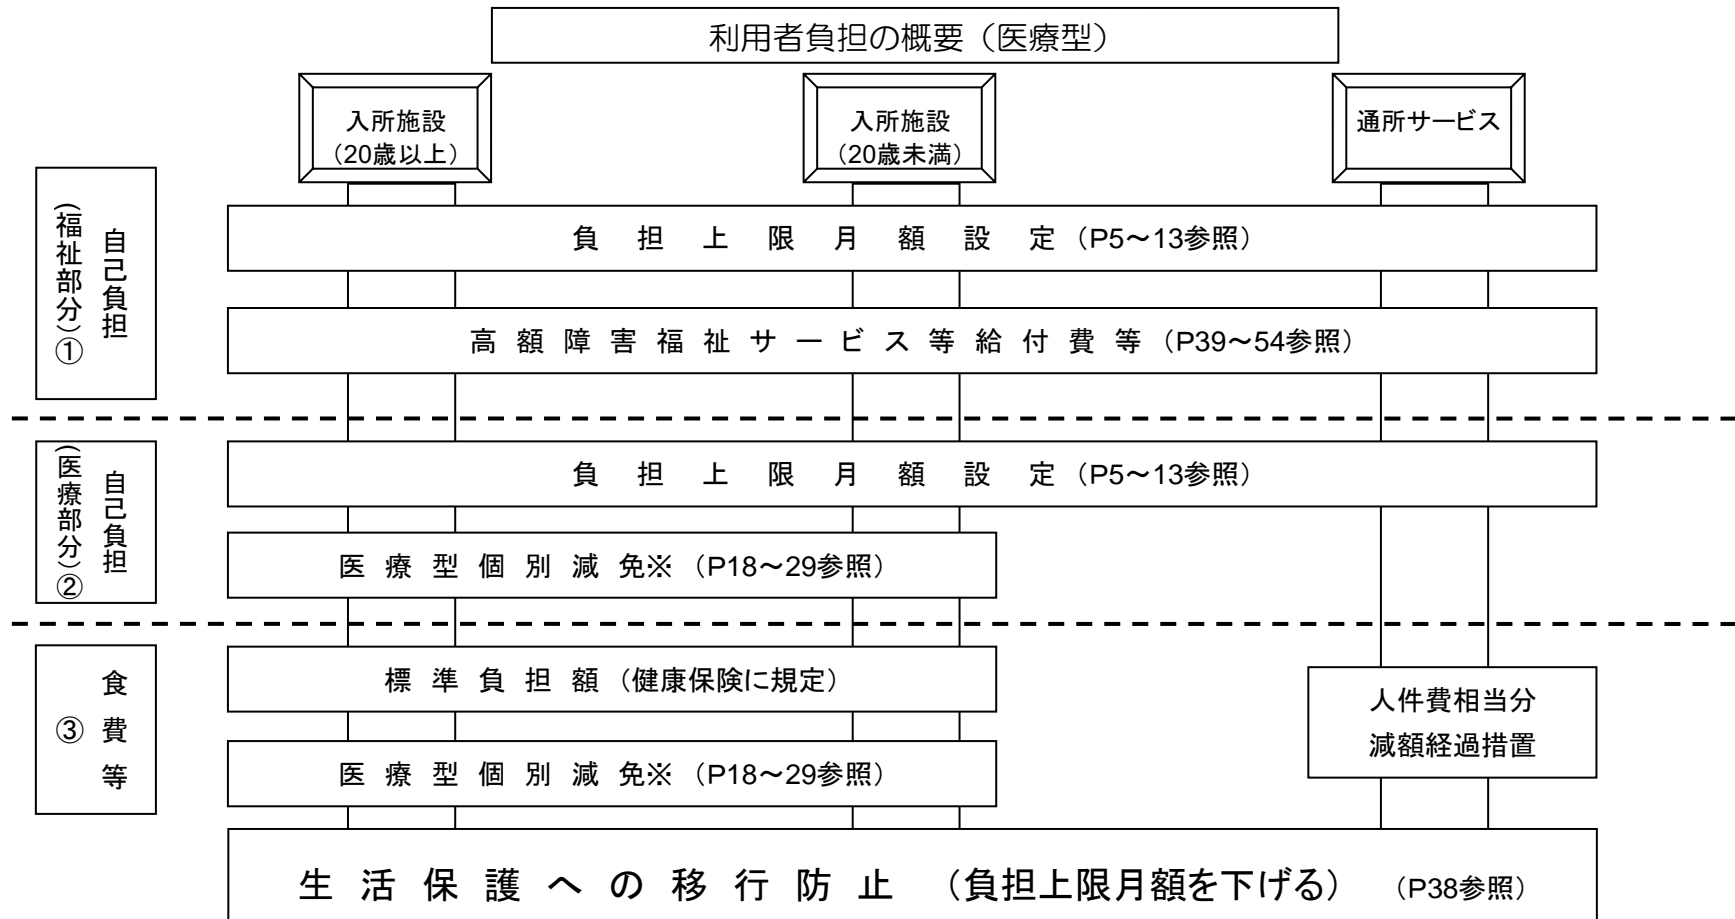 利用者負担の概要（医療型）
入所施設
（20歳以上）
入所施設
（20歳未満）
通所サービス
自己負担
（福祉部分）①
負担上限月額設定（P5～13参照）
高額障害福祉サービス等給付費等（P39～54参照）
自己負担
（医療部分）②
負担上限月額設定（P5～13参照）
医療型個別減免※（P18～29参照）
食費等
③
標準負担額（健康保険に規定）
人件費相当分
減額経過措置
医療型個別減免※（P18～29参照）
生活保護への移行防止（負担上限月額を下げる）（P38参照）